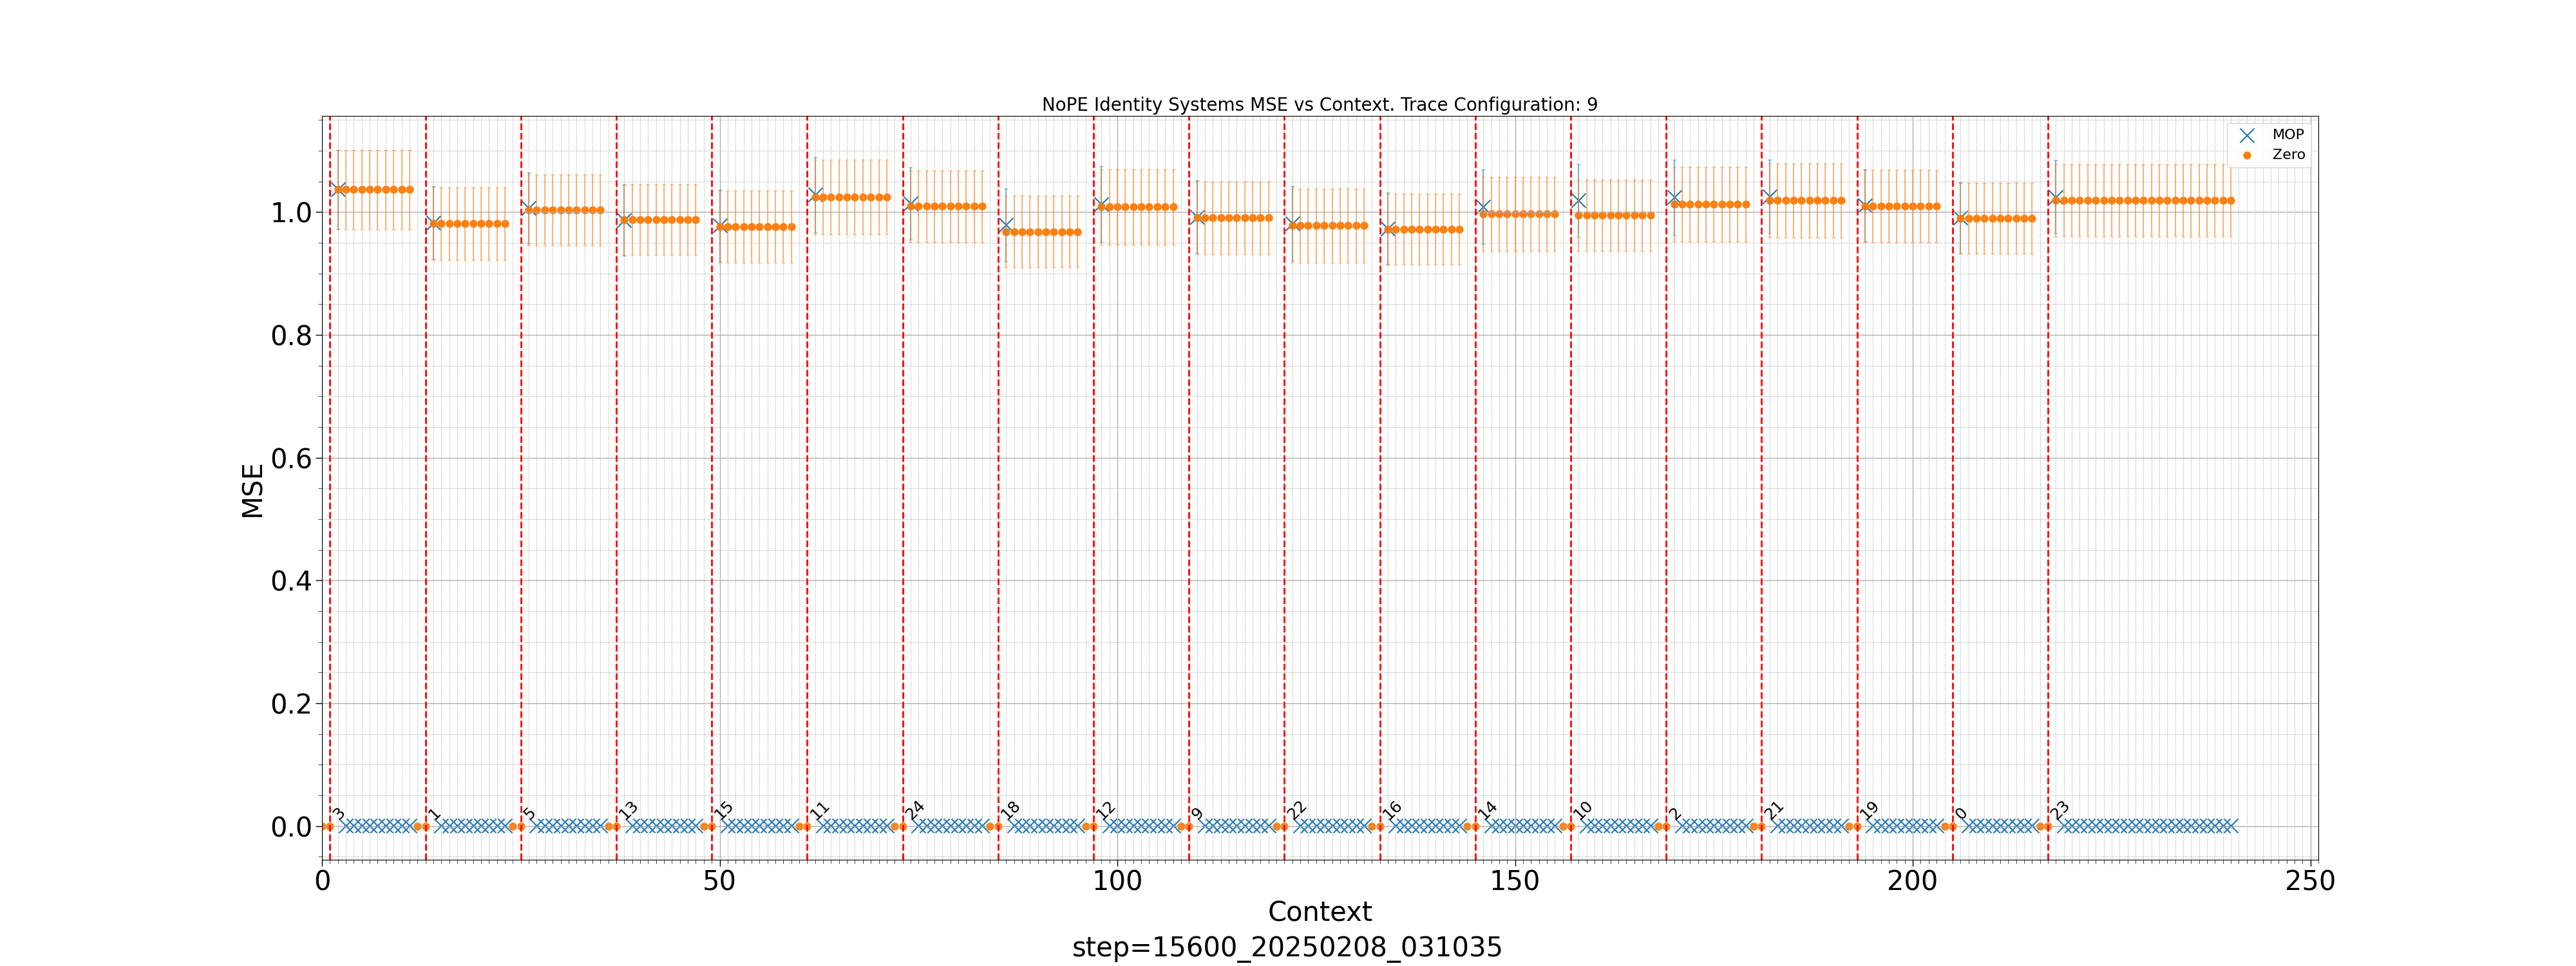 NoPE Identity Systems MSE vs Context. Trace Configuration: 9
MOP
Zero
MSE
1.0
0.8
0.6
0.4
0.2
0.0
3 1 5 13 15 11 24 18 12 9 22 16 14 10 2 21 19 0 23
0 50 100 150 200 250
Context
step=15600_20250208_031035